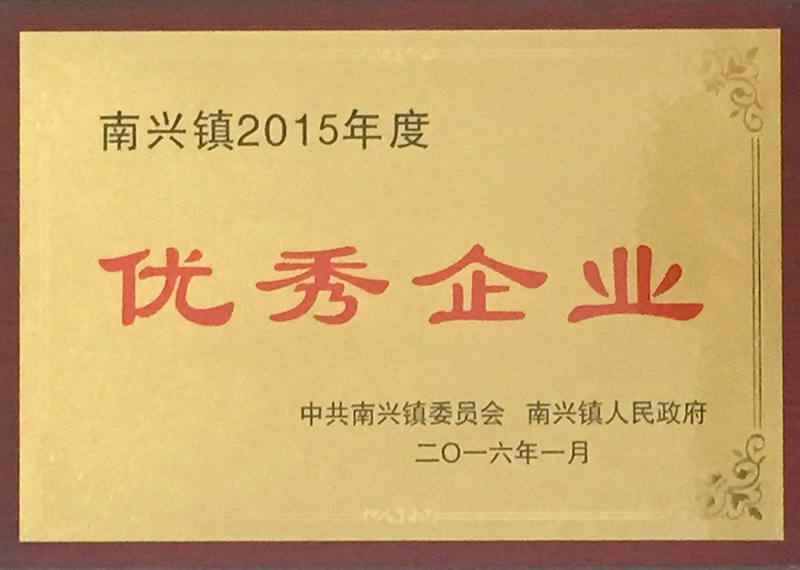 南兴镇2015年度
优秀企业
中共南兴镇委员会 南兴镇人民政府
二〇一六年一月